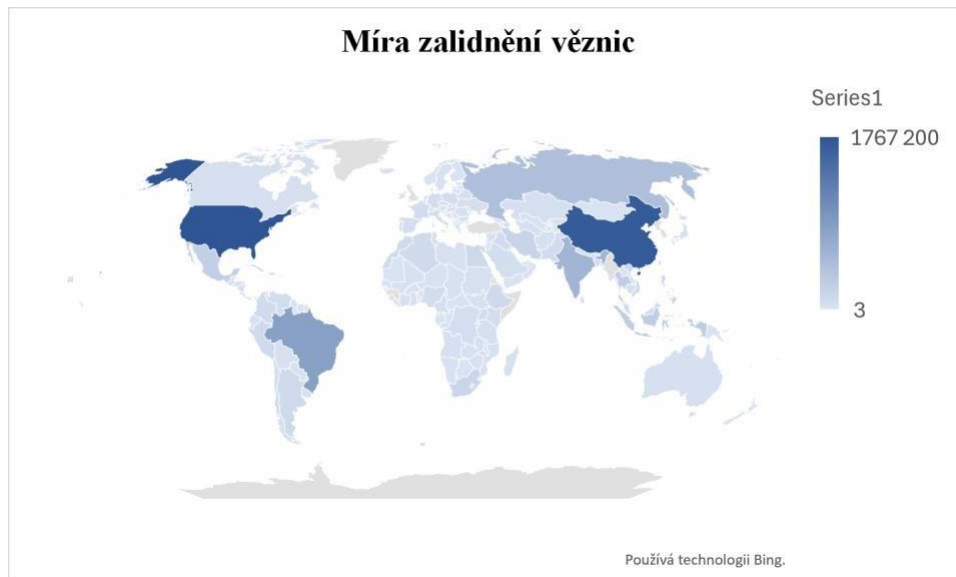 Míra zalidnění věznic
Series1
1767 200
3
Používá technologii Bing.